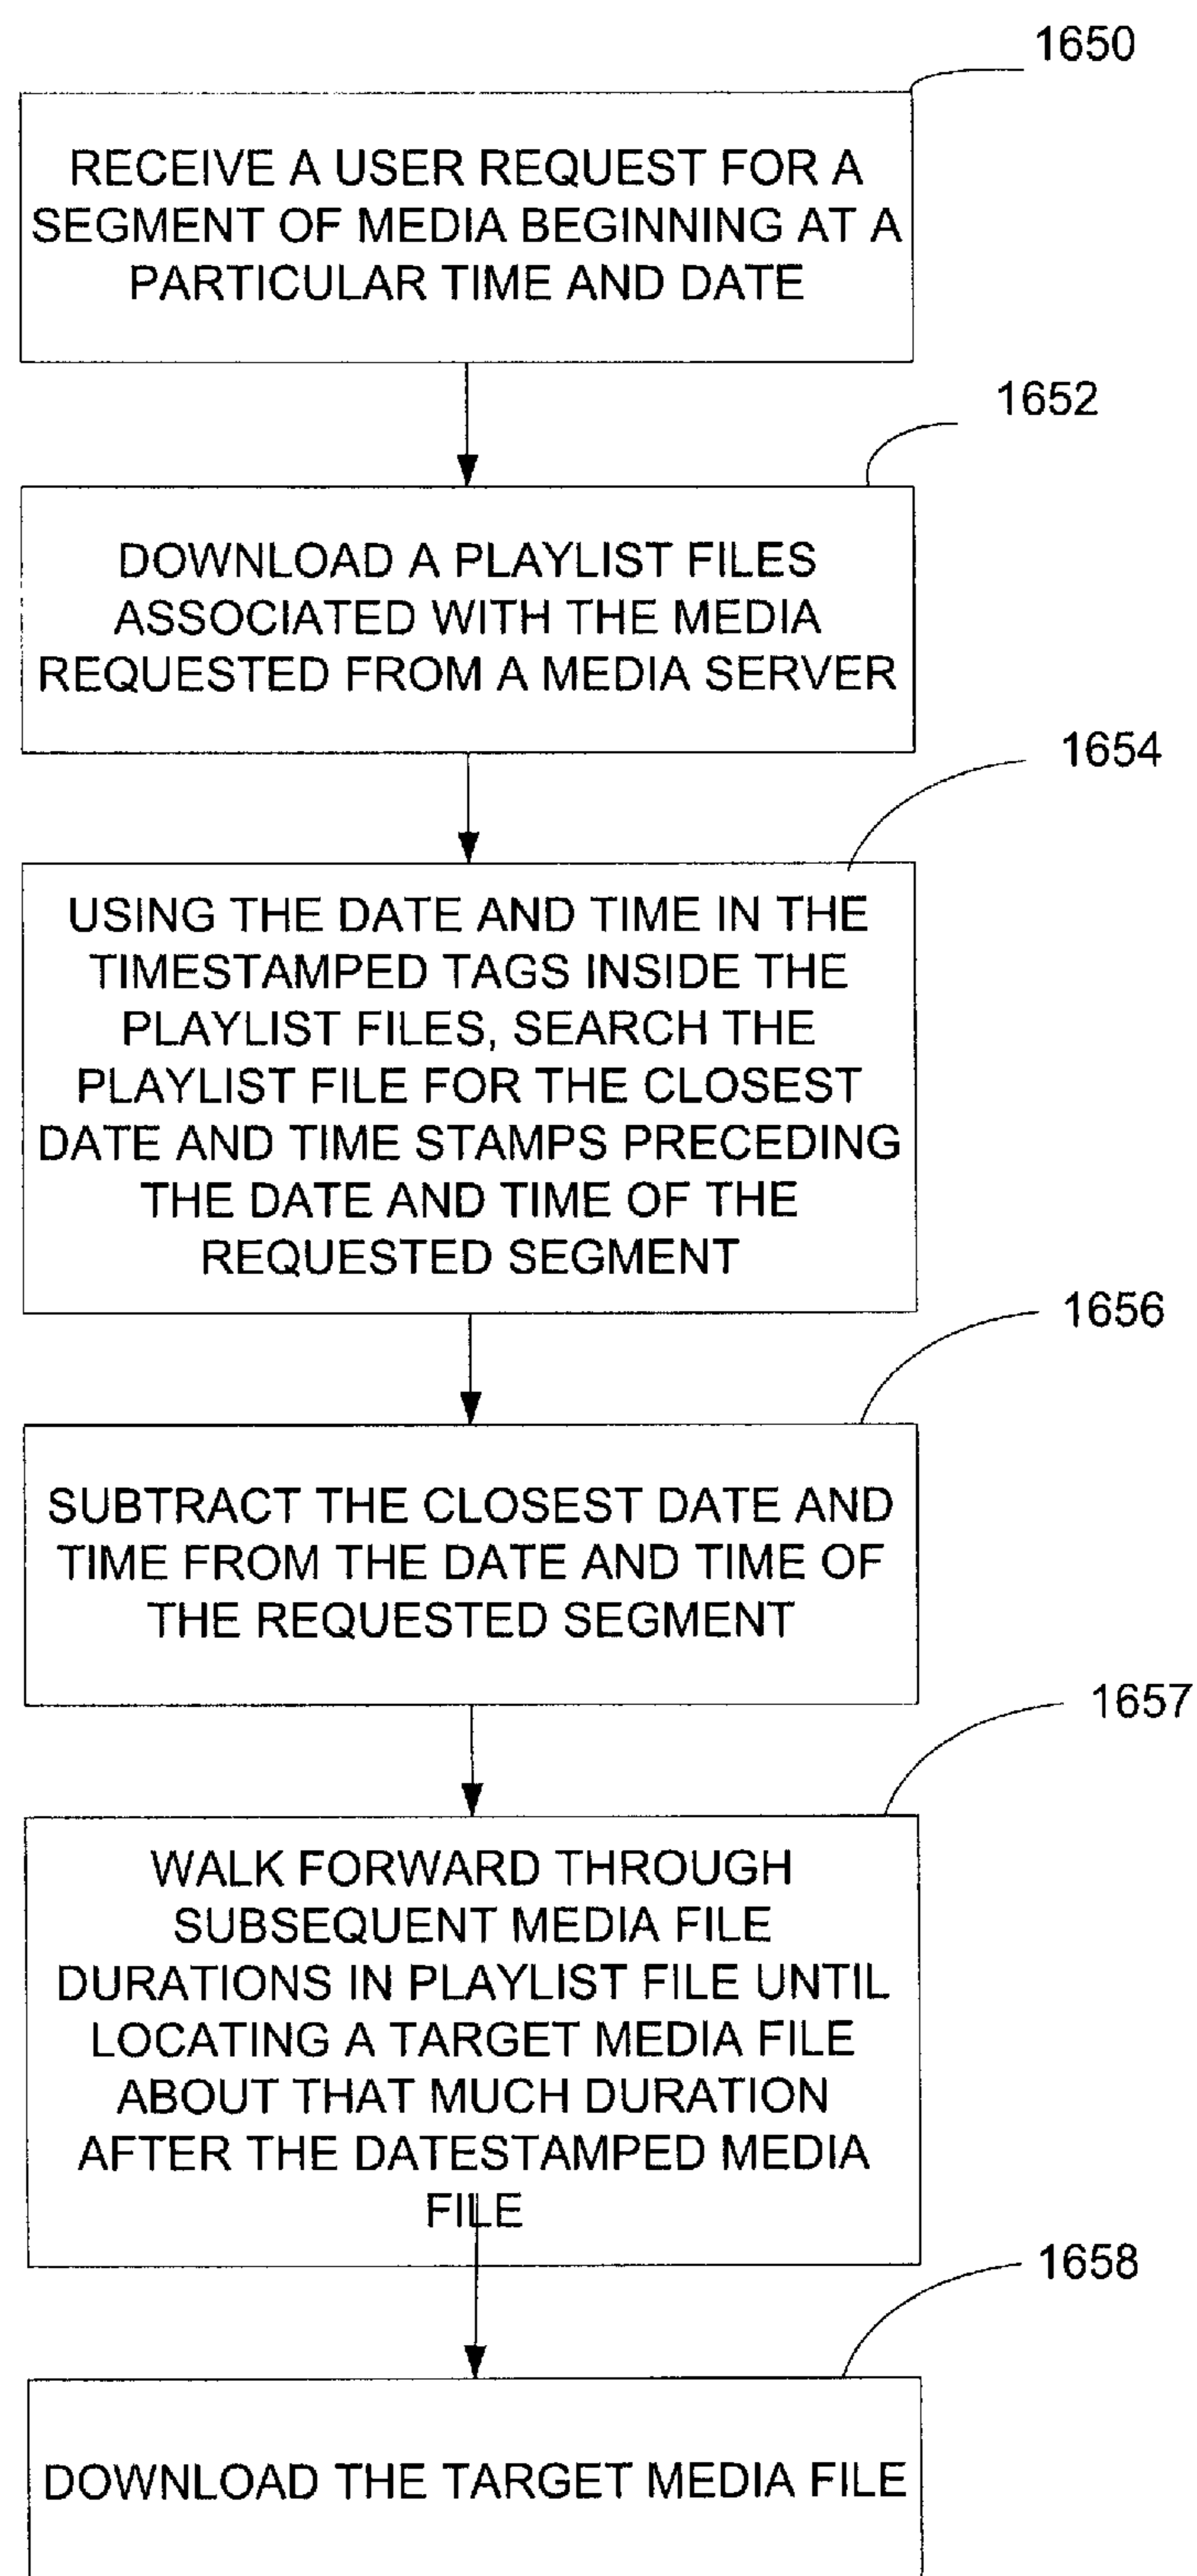 1650
RECEIVE A USER REQUEST FOR A
SEGMENT OF MEDIA BEGINNING AT A
PARTICULAR TIME AND DATE
1652
DOWNLOAD A PLAYLIST FILES
ASSOCIATED WITH THE MEDIA
REQUESTED FROM A MEDIA SERVER
1654
USING THE DATE AND TIME IN THE
TIMESTAMPED TAGS INSIDE THE
PLAYLIST FILES, SEARCH THE
PLAYLIST FILE FOR THE CLOSEST
DATE AND TIME STAMPS PRECEDING
THE DATE AND TIME OF THE
REQUESTED SEGMENT
1656
SUBTRACT THE CLOSEST DATE AND
TIME FROM THE DATE AND TIME OF
THE REQUESTED SEGMENT
1657
WALK FORWARD THROUGH
SUBSEQUENT MEDIA FILE
DURATIONS IN PLAYLIST FILE UNTIL
LOCATING A TARGET MEDIA FILE
ABOUT THAT MUCH DURATION
AFTER THE DATESTAMPED MEDIA
FILE
1658
DOWNLOAD THE TARGET MEDIA FILE